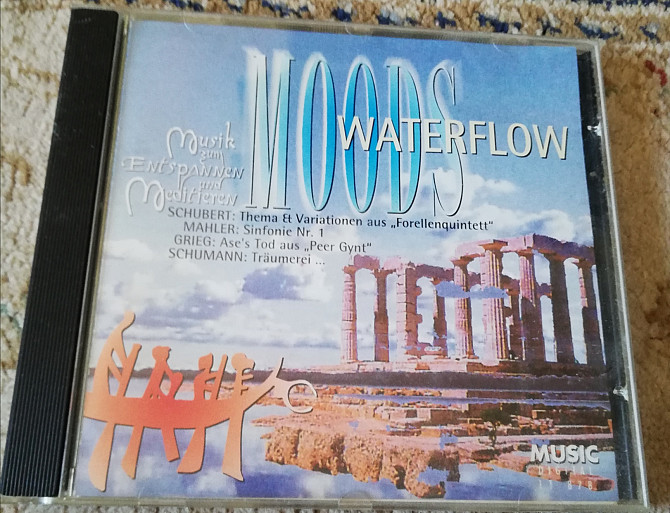 MOODS
WATERFLOW
Musik
zum
Entspannen
und
Meditieren
SCHUBERT: Thema & Variationen aus „Forellenquintett“
MAHLER: Sinfonie Nr. 1
GRIEG: Ase's Tod aus „Peer Gynt“
SCHUMANN: Träumerei ...
MUSIC
DIGITAL